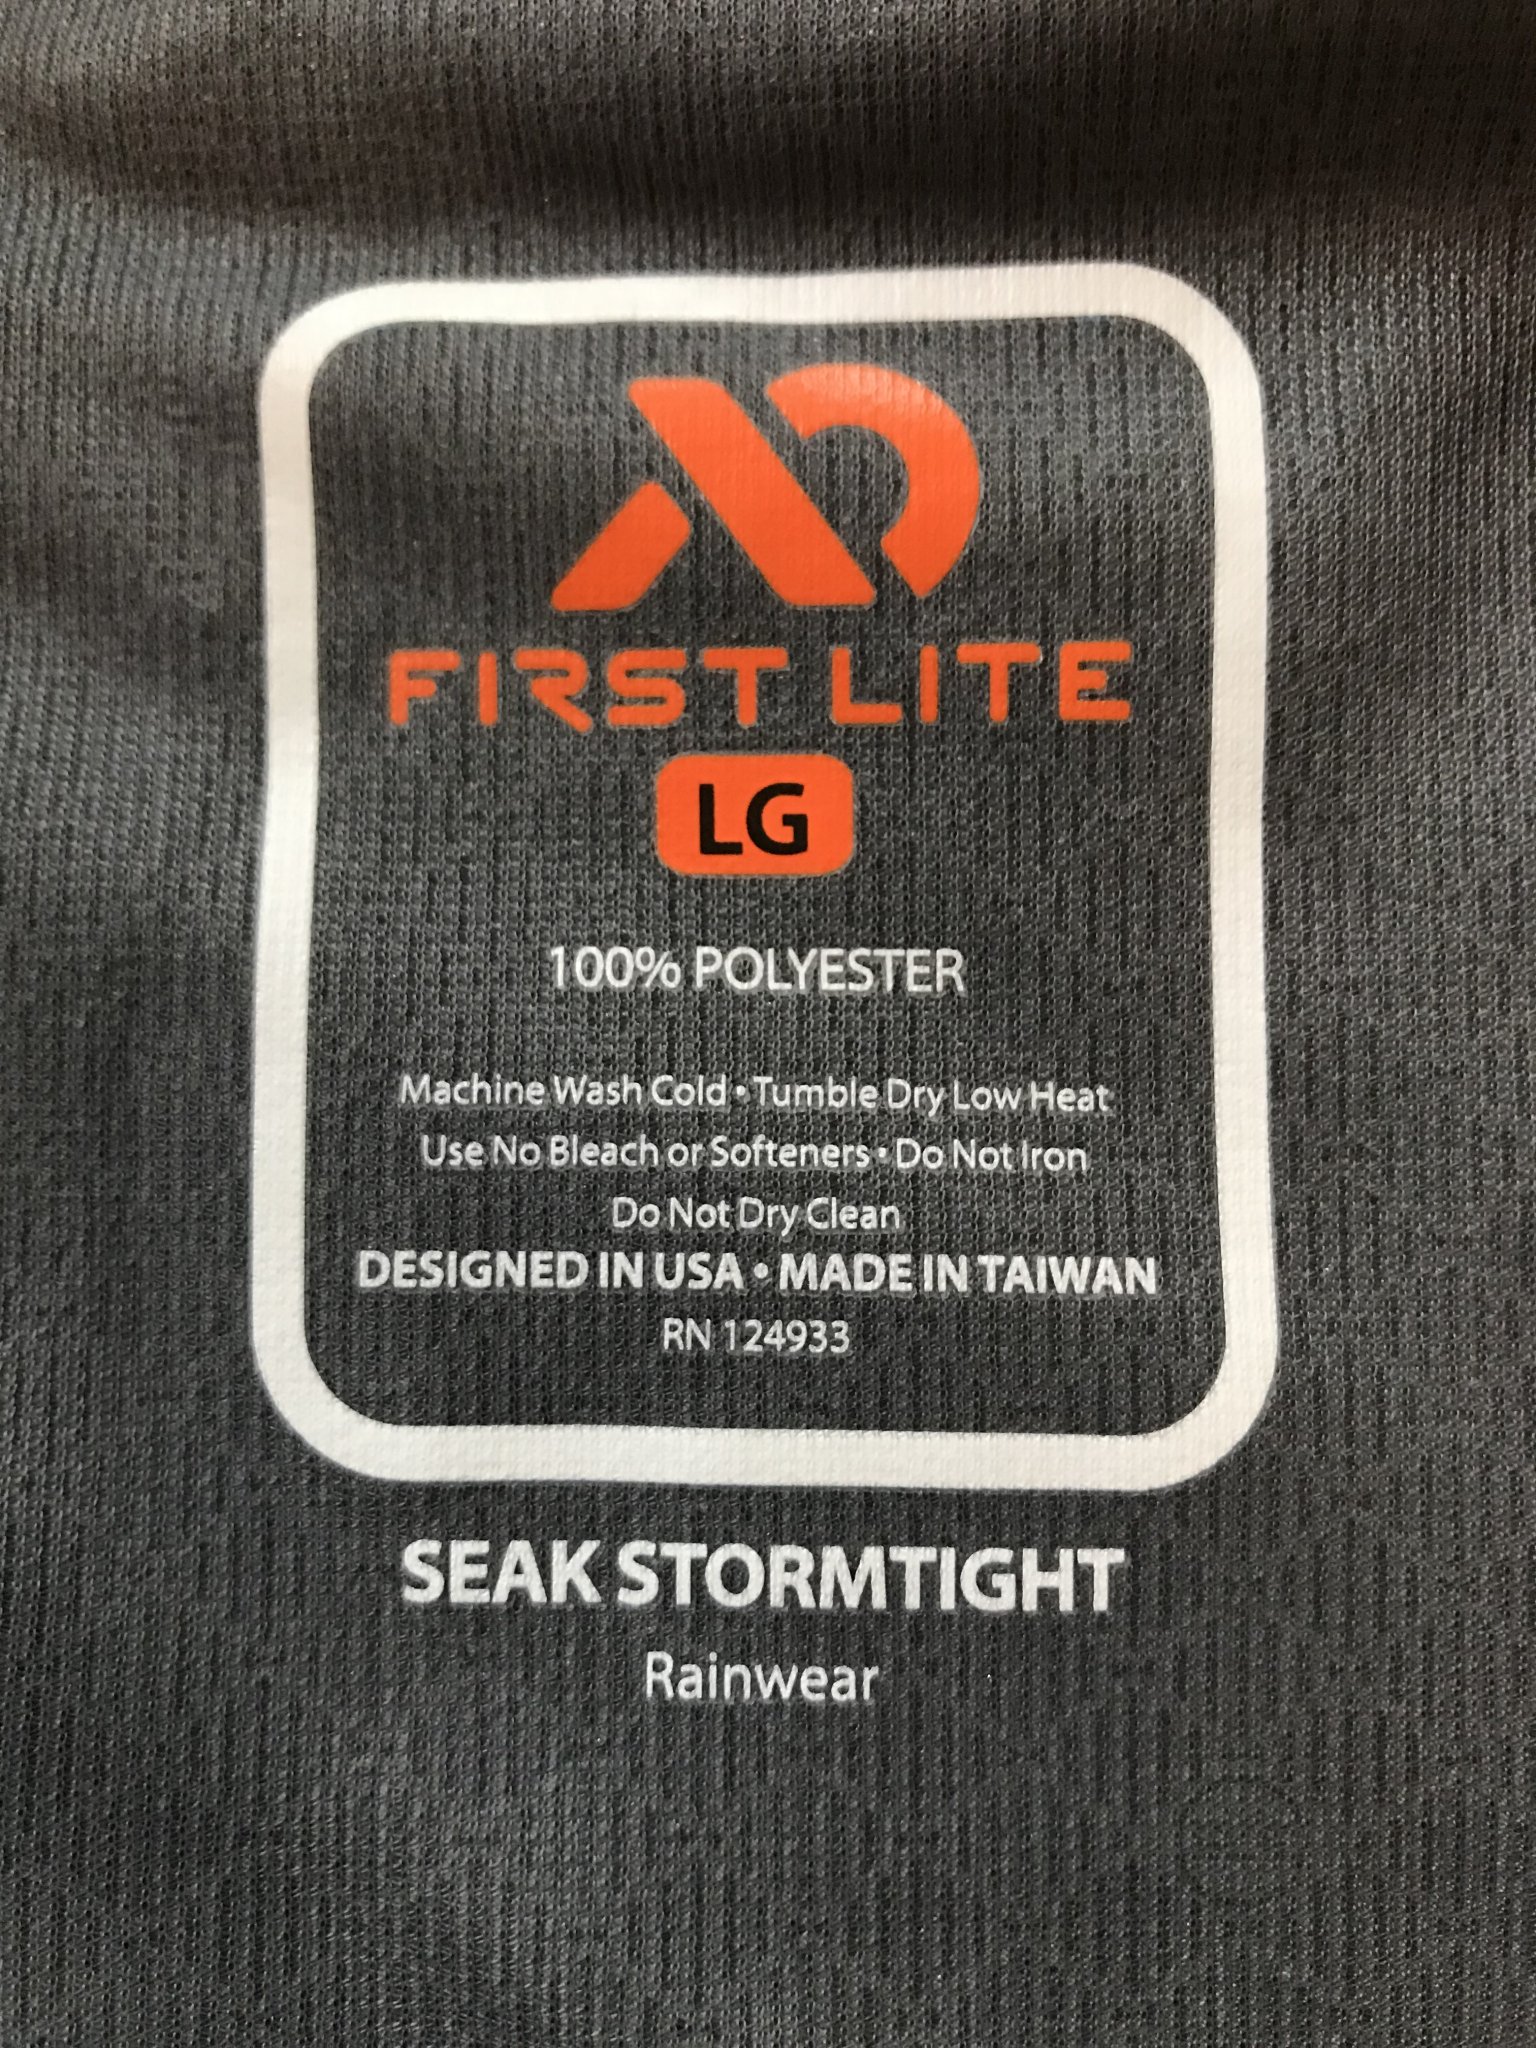 FIRST LITE
LG
100% POLYESTER
Machine Wash Cold • Tumble Dry Low Heat
Use No Bleach or Softeners • Do Not Iron
Do Not Dry Clean
DESIGNED IN USA • MADE IN TAIWAN
RN 124933
SEAK STORMTIGHT
Rainwear